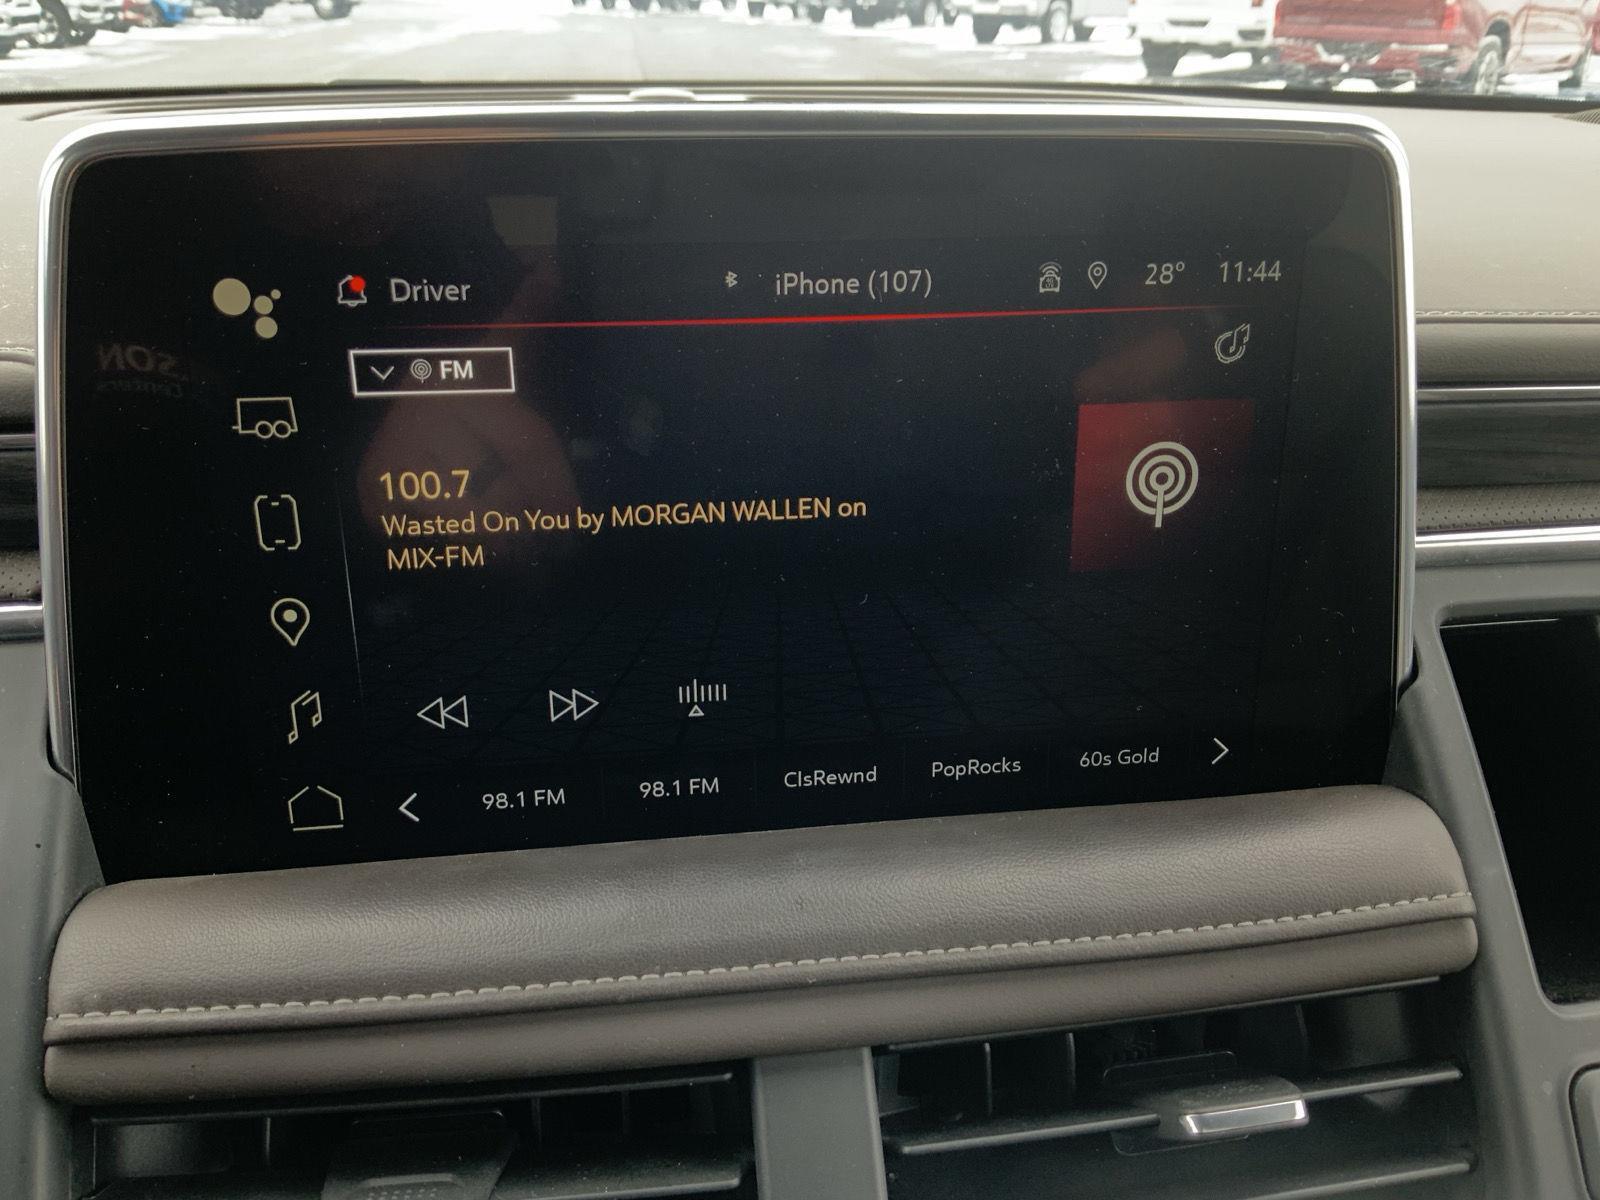 Driver
iPhone (107)
28°
11:44
FM
100.7
Wasted On You by MORGAN WALLEN on
MIX-FM
98.1 FM
98.1 FM
ClsRewnd
PopRocks
60s Gold